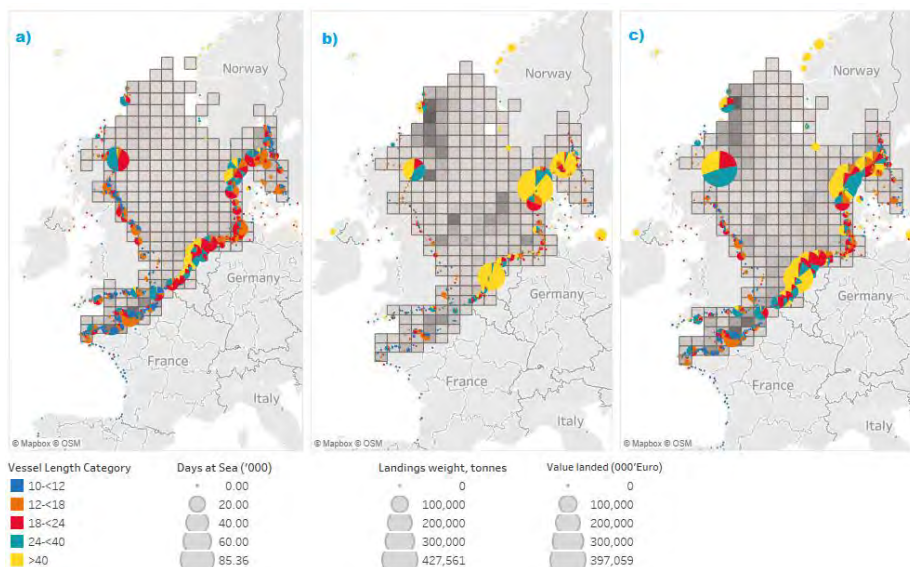 a)
b)
c)
Norway
Norway
Norway
Germany
Germany
Germany
France
France
France
Italy
Italy
Italy
© Mapbox © OSM
© Mapbox © OSM
© Mapbox © OSM
Vessel Length Category
10-<12
12-<18
18-<24
24-<40
>40
Days at Sea ('000)
0.00
20.00
40.00
60.00
85.36
Landings weight, tonnes
0
100,000
200,000
300,000
427,561
Value landed (000'Euro)
0
100,000
200,000
300,000
397,059